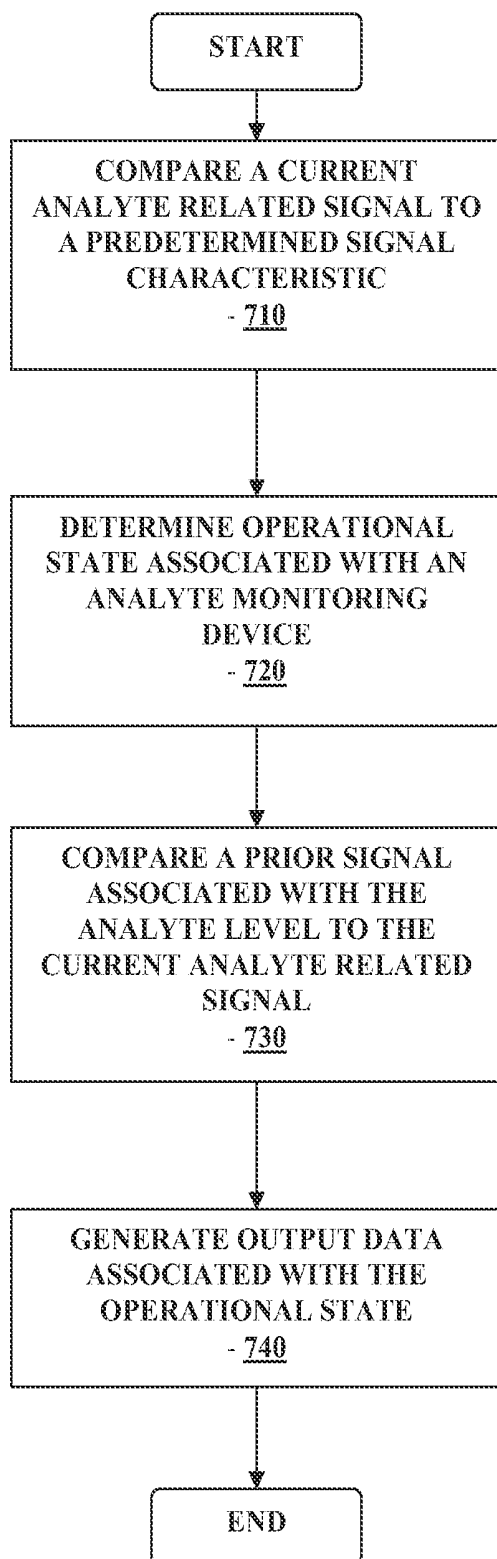 START
COMPARE A CURRENT
ANALYTE RELATED SIGNAL TO
A PREDETERMINED SIGNAL
CHARACTERISTIC
- 710
DETERMINE OPERATIONAL
STATE ASSOCIATED WITH AN
ANALYTE MONITORING
DEVICE
- 720
COMPARE A PRIOR SIGNAL
ASSOCIATED WITH THE
ANALYTE LEVEL TO THE
CURRENT ANALYTE RELATED
SIGNAL
- 730
GENERATE OUTPUT DATA
ASSOCIATED WITH THE
OPERATIONAL STATE
- 740
END